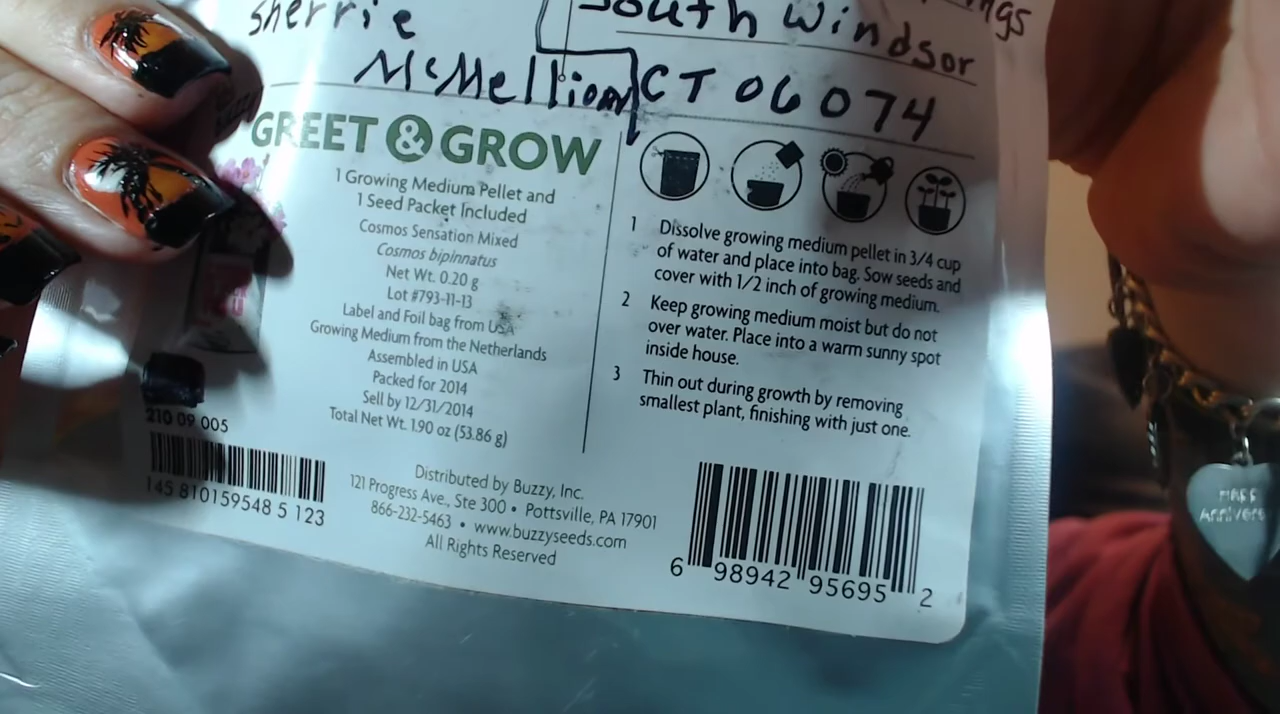 Sherrie
McMellion
South Windsor
CT 06074
GREET & GROW
1 Growing Medium Pellet and
1 Seed Packet Included
Cosmos Sensation Mixed
Cosmos bipinnatus
Net Wt. 0.20 g
Lot #793-11-13
Label and Foil bag from USA
Growing Medium from the Netherlands
Assembled in USA
Packed for 2014
Sell by 12/31/2014
Total Net Wt. 1.90 oz (53.86 g)
1 Dissolve growing medium pellet in 3/4 cup
of water and place into bag. Sow seeds and
cover with 1/2 inch of growing medium.
2 Keep growing medium moist but do not
over water. Place into a warm sunny spot
inside house.
3 Thin out during growth by removing
smallest plant, finishing with just one.
210 09 005
145 810159548 5 123
Distributed by Buzzy, Inc.
121 Progress Ave., Ste 300 • Pottsville, PA 17901
866-232-5463 • www.buzzyseeds.com
All Rights Reserved
6 98942 95695 2